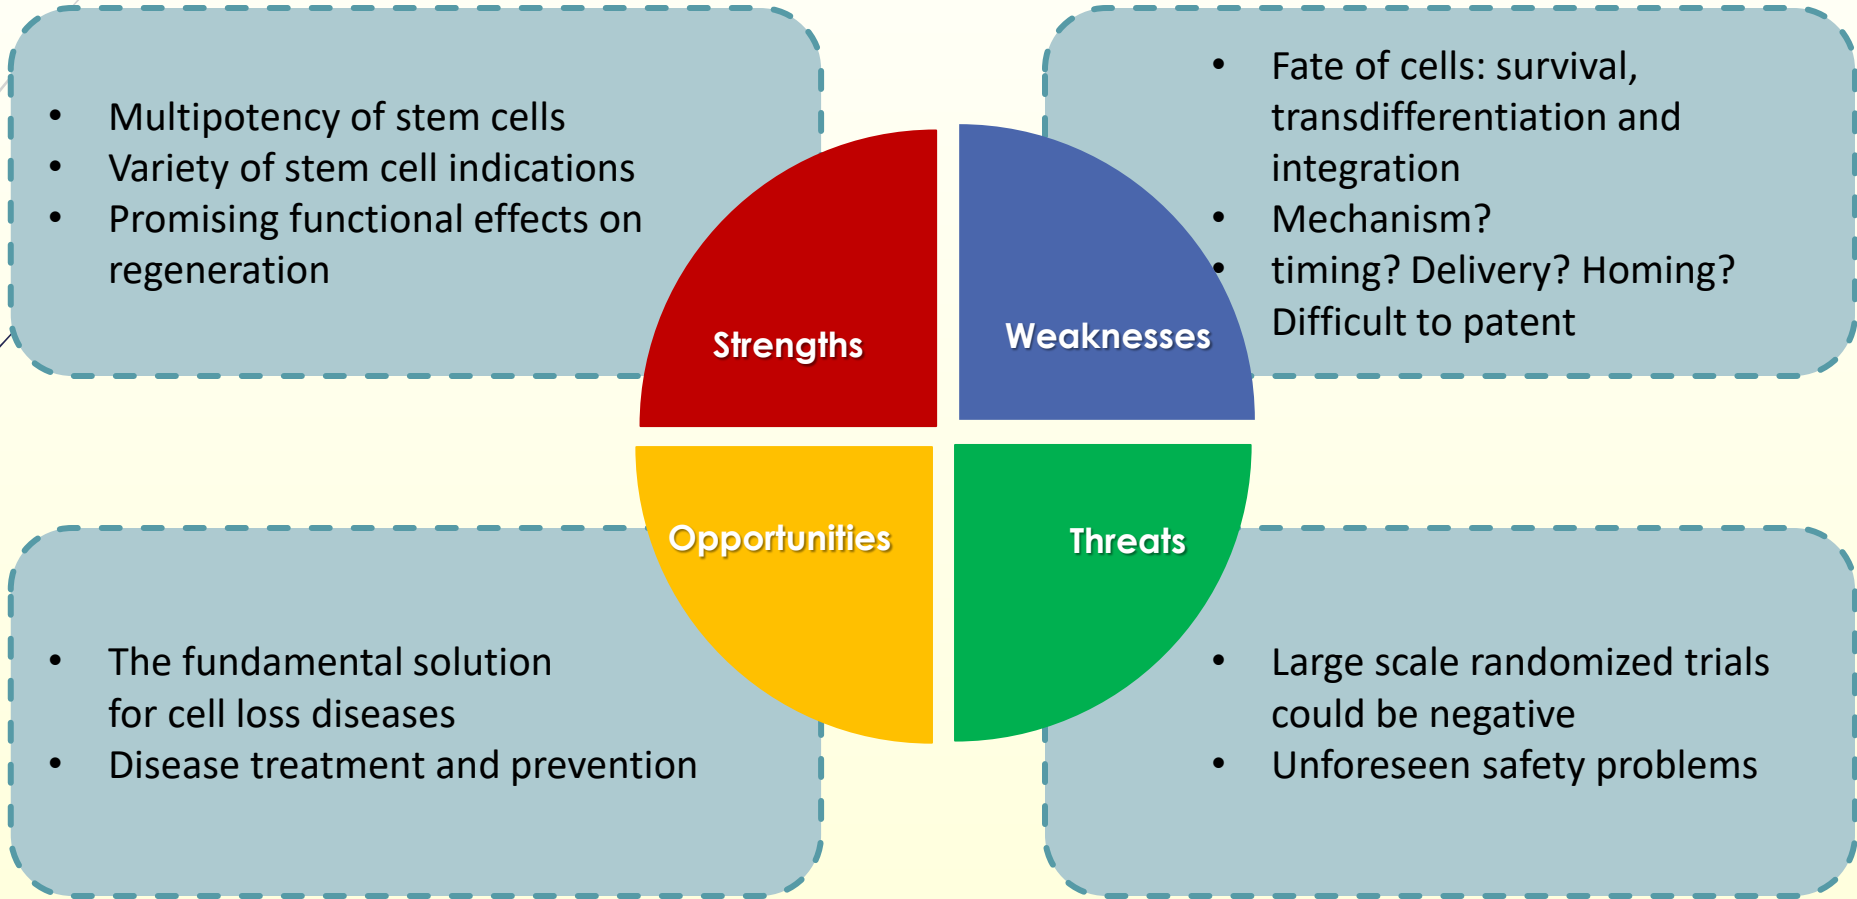 • Multipotency of stem cells
• Variety of stem cell indications
• Promising functional effects on
regeneration
Strengths
• Fate of cells: survival,
transdifferentiation and
integration
• Mechanism?
• timing? Delivery? Homing?
Difficult to patent
Weaknesses
Opportunities
• The fundamental solution
for cell loss diseases
• Disease treatment and prevention
Threats
• Large scale randomized trials
could be negative
• Unforeseen safety problems